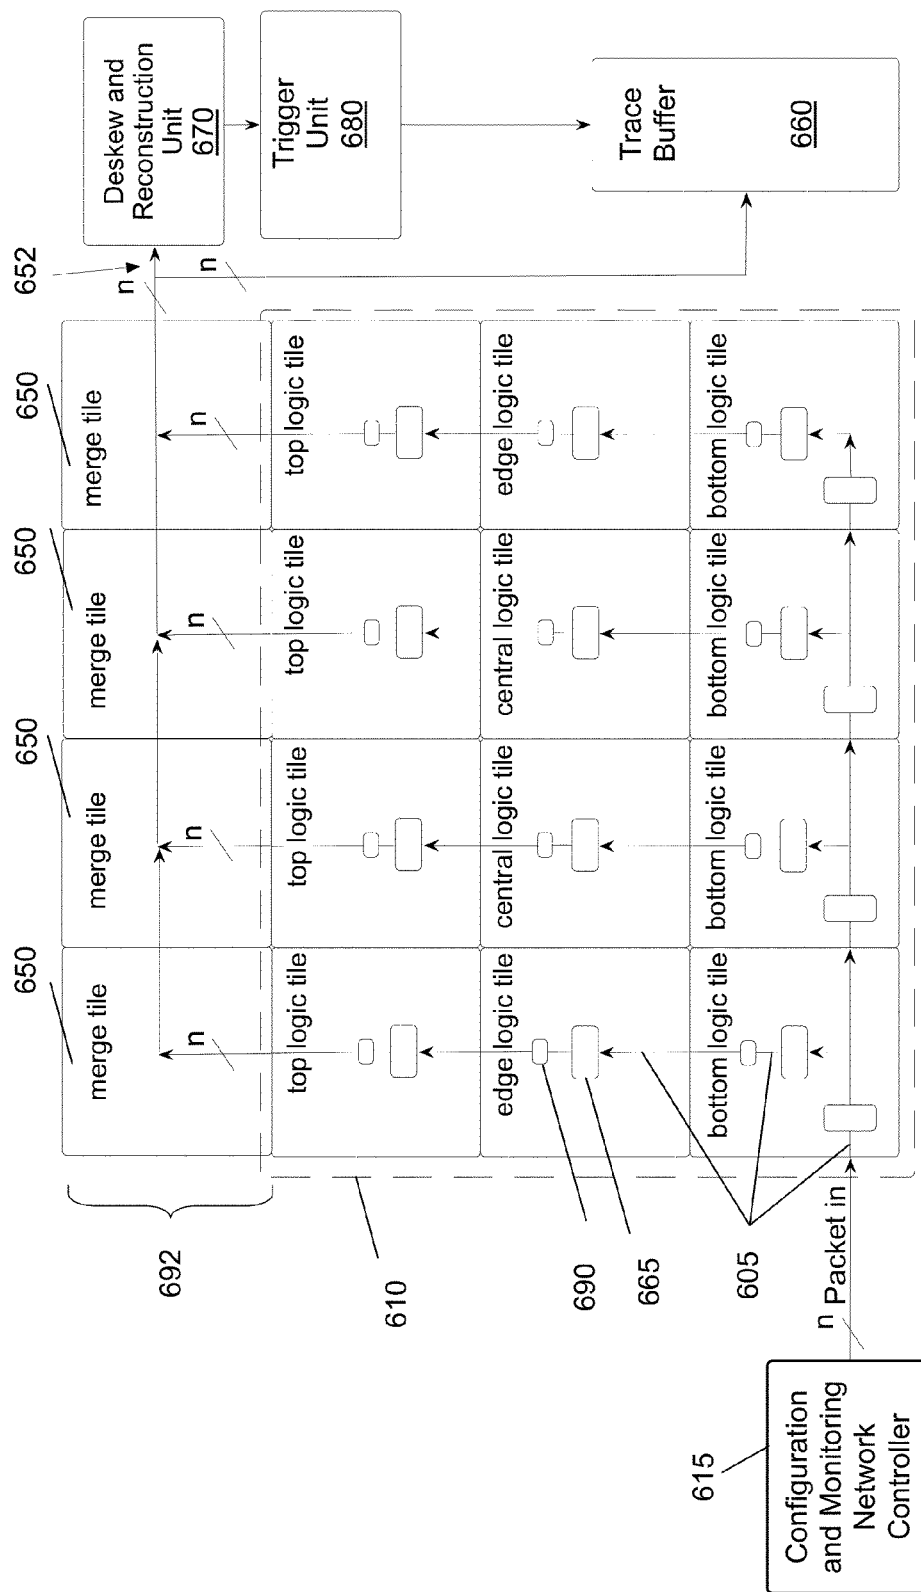 650
650
650
650
652
merge tile
merge tile
merge tile
merge tile
n
n
n
n
n
n
692
Deskew and
Reconstruction
Unit
670
Trigger
Unit
680
Trace
Buffer
660
top logic tile
top logic tile
top logic tile
top logic tile
610
edge logic tile
central logic tile
central logic tile
edge logic tile
690
665
bottom logic tile
bottom logic tile
bottom logic tile
bottom logic tile
605
n
Packet in
615
Configuration
and Monitoring
Network
Controller